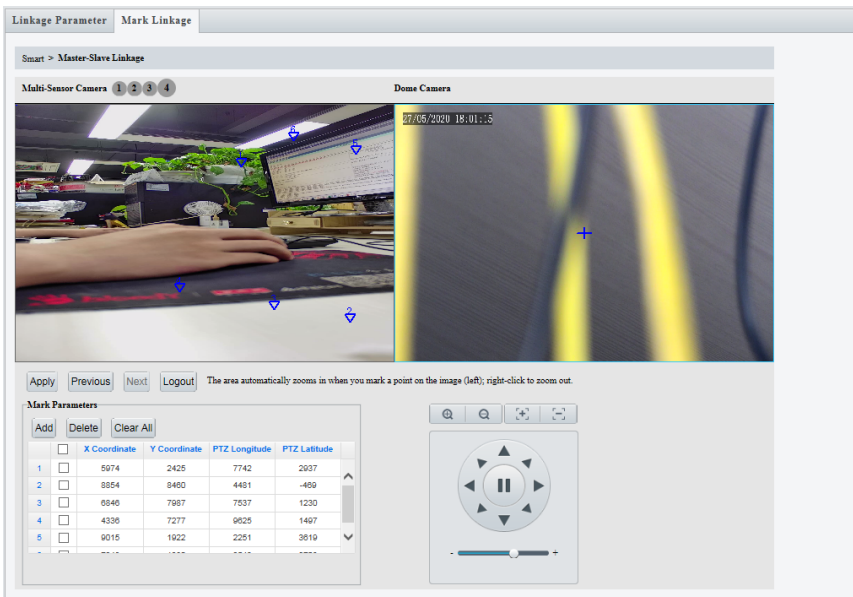 Linkage Parameter Mark Linkage
Smart > Master-Slave Linkage
Multi-Sensor Camera 1 2 3 4 Dome Camera
27/05/2020 18:01:15
6
5
2
Apply Previous Next Logout The area automatically zooms in when you mark a point on the image (left); right-click to zoom out.
Mark Parameters
Add Delete Clear All
X Coordinate Y Coordinate PTZ Longitude PTZ Latitude
1 5974 2425 7742 2937
2 8854 8460 4481 -469
3 6846 7987 7537 1230
4 4336 7277 9625 1497
5 9015 1922 2251 3619
- +